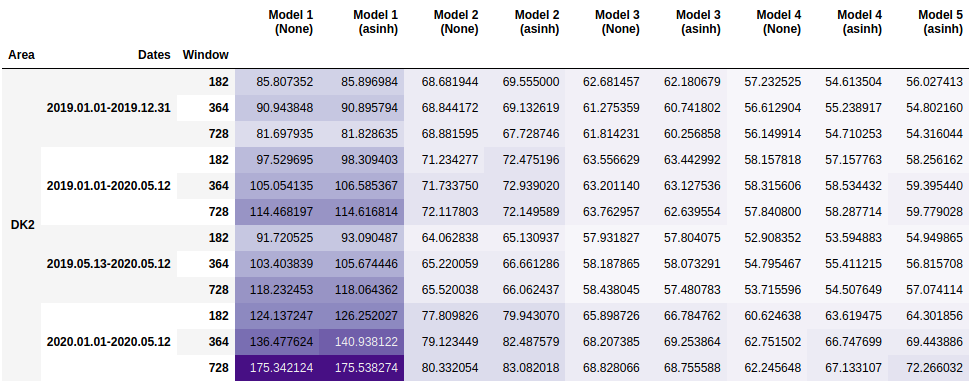 Model 1 Model 1 Model 2 Model 2 Model 3 Model 3 Model 4 Model 4 Model 5
(None) (asinh) (None) (asinh) (None) (asinh) (None) (asinh) (asinh)
Area Dates Window
182 85.807352 85.896984 68.681944 69.555000 62.681457 62.180679 57.232525 54.613504 56.027413
2019.01.01-2019.12.31 364 90.943848 90.895794 68.844172 69.132619 61.275359 60.741802 56.612904 55.238917 54.802160
728 81.697935 81.828635 68.881595 67.728746 61.814231 60.256858 56.149914 54.710253 54.316044
182 97.529695 98.309403 71.234277 72.475196 63.556629 63.442992 58.157818 57.157763 58.256162
2019.01.01-2020.05.12 364 105.054135 106.585367 71.733750 72.939020 63.201140 63.127536 58.315606 58.534432 59.395440
728 114.468197 114.616814 72.117803 72.149589 63.762957 62.639554 57.840800 58.287714 59.779028
DK2
182 91.720525 93.090487 64.062838 65.130937 57.931827 57.804075 52.908352 53.594883 54.949865
2019.05.13-2020.05.12 364 103.403839 105.674446 65.220059 66.661286 58.187865 58.073291 54.795467 55.411215 56.815708
728 118.232453 118.064362 65.520038 66.062437 58.438045 57.480783 53.715596 54.507649 57.074114
182 124.137247 126.252027 77.809826 79.943070 65.898726 66.784762 60.624638 63.619475 64.301856
2020.01.01-2020.05.12 364 136.477624 140.938122 79.123449 82.487579 68.207385 69.253864 62.751502 66.747699 69.443886
728 175.342124 175.538274 80.332054 83.082018 68.828066 68.755588 62.245648 67.133107 72.266032